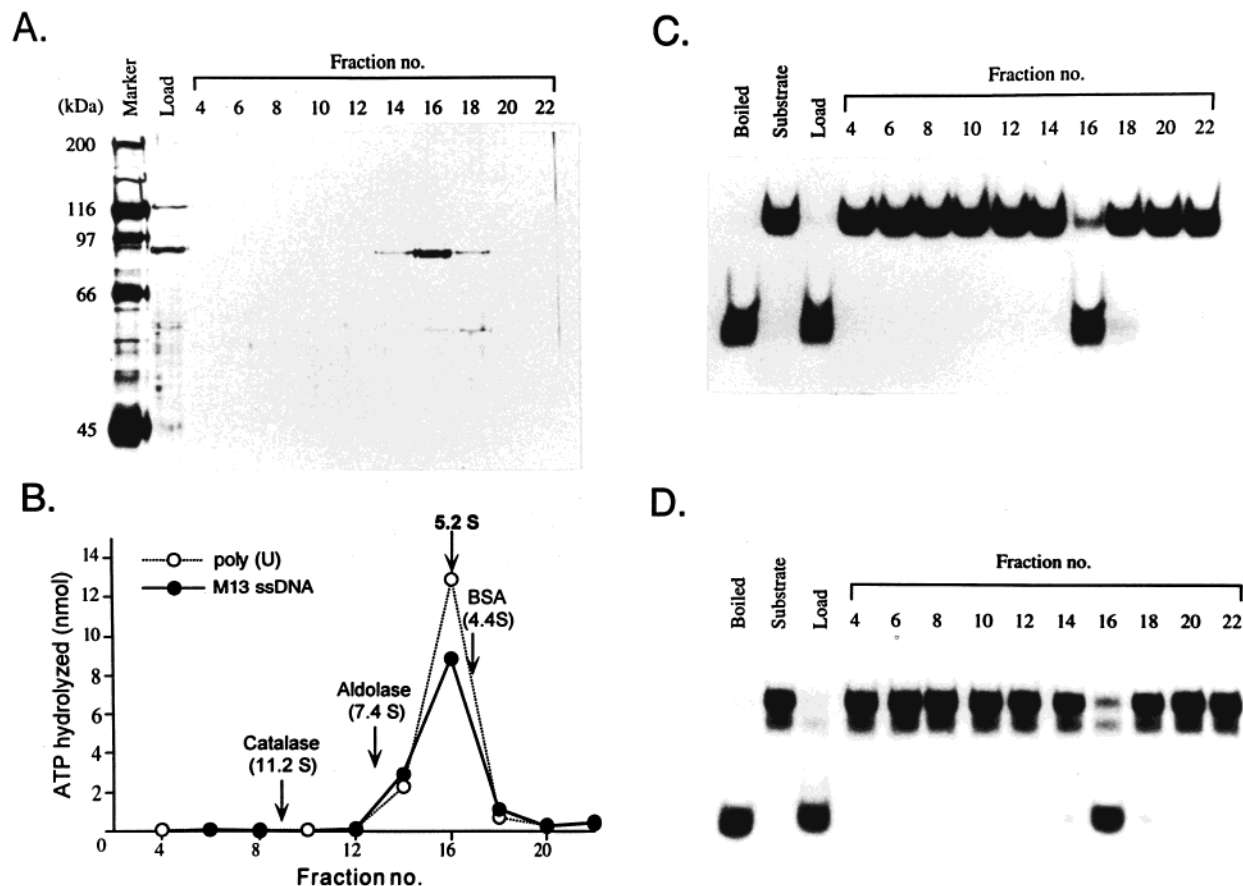 A.
Fraction no.
(kDa) Marker Load 4 6 8 10 12 14 16 18 20 22
200
116
97
66
45
B.
ATP hydrolyzed (nmol)
14
12
10
8
6
4
2
0
4 8 12 16 20
Fraction no.
poly (U)
M13 ssDNA
Catalase
(11.2 S)
Aldolase
(7.4 S)
5.2 S
BSA
(4.4S)
C.
Fraction no.
Boiled Substrate Load 4 6 8 10 12 14 16 18 20 22
D.
Fraction no.
Boiled Substrate Load 4 6 8 10 12 14 16 18 20 22